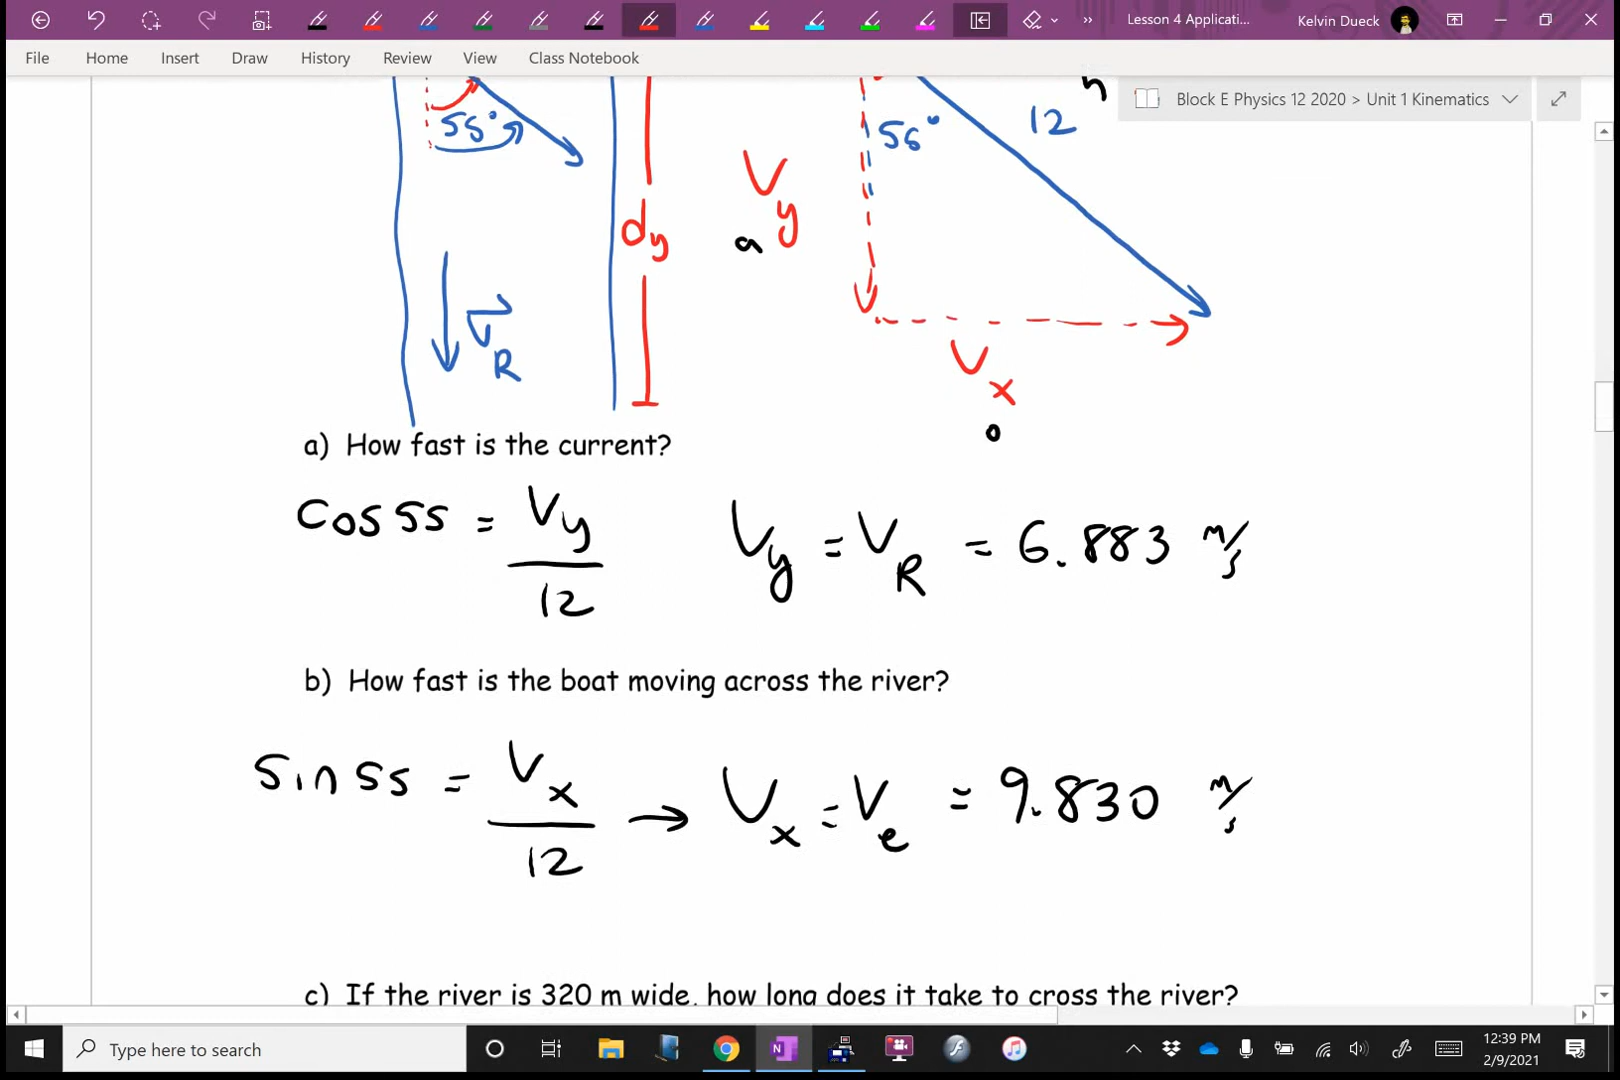 Lesson 4 Applicati...
Kelvin Dueck
File Home Insert Draw History Review View Class Notebook
Block E Physics 12 2020 > Unit 1 Kinematics
h
55°
55°
12
Vy
a
dy
VR
Vx
o
a) How fast is the current?
Cos 55 = Vy / 12
Vy = VR = 6.883 m/s
b) How fast is the boat moving across the river?
Sin 55 = Vx / 12 → Vx = Ve = 9.830 m/s
c) If the river is 320 m wide, how long does it take to cross the river?
Type here to search
N
12:39 PM
2/9/2021